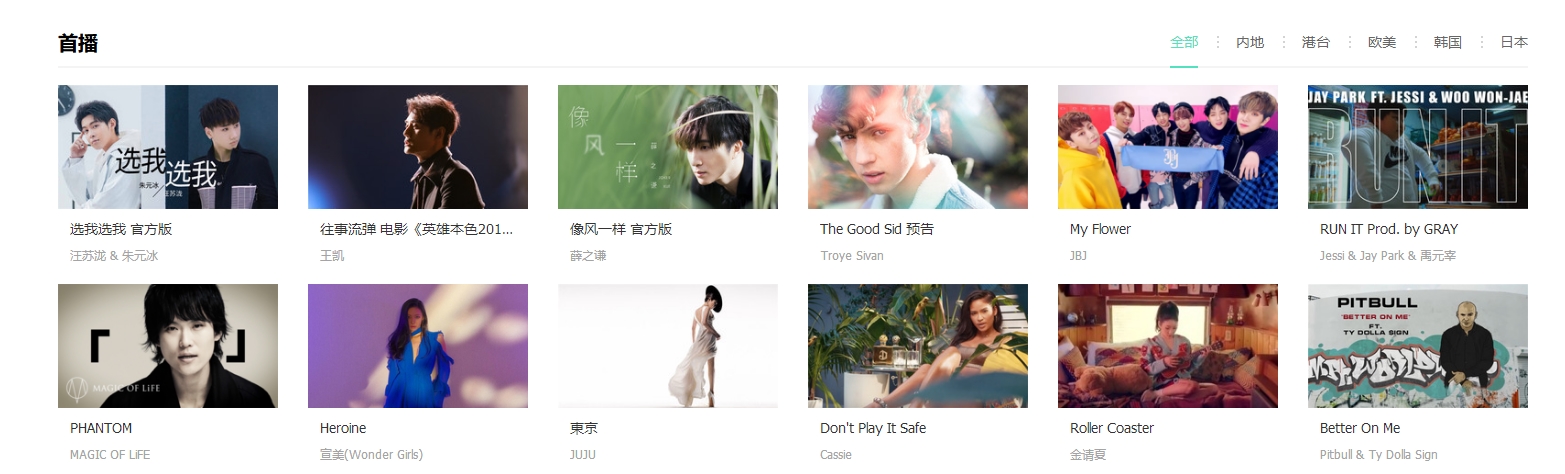 首播
全部
内地
港台
欧美
韩国
日本
选我
选我
朱元冰
汪苏泷
像
风
一
样
薛之谦
JAY PARK FT. JESSI & WOO WON-JAE
RUN IT
选我选我 官方版
往事流弹 电影《英雄本色201...
像风一样 官方版
The Good Sid 预告
My Flower
RUN IT Prod. by GRAY
汪苏泷 & 朱元冰
王凯
薛之谦
Troye Sivan
JBJ
Jessi & Jay Park & 禹元宰
「 」
MAGIC OF LiFE
PITBULL
"BETTER ON ME"
FT.
TY DOLLA SIGN
PHANTOM
Heroine
東京
Don't Play It Safe
Roller Coaster
Better On Me
MAGIC OF LiFE
宣美(Wonder Girls)
JUJU
Cassie
金请夏
Pitbull & Ty Dolla Sign